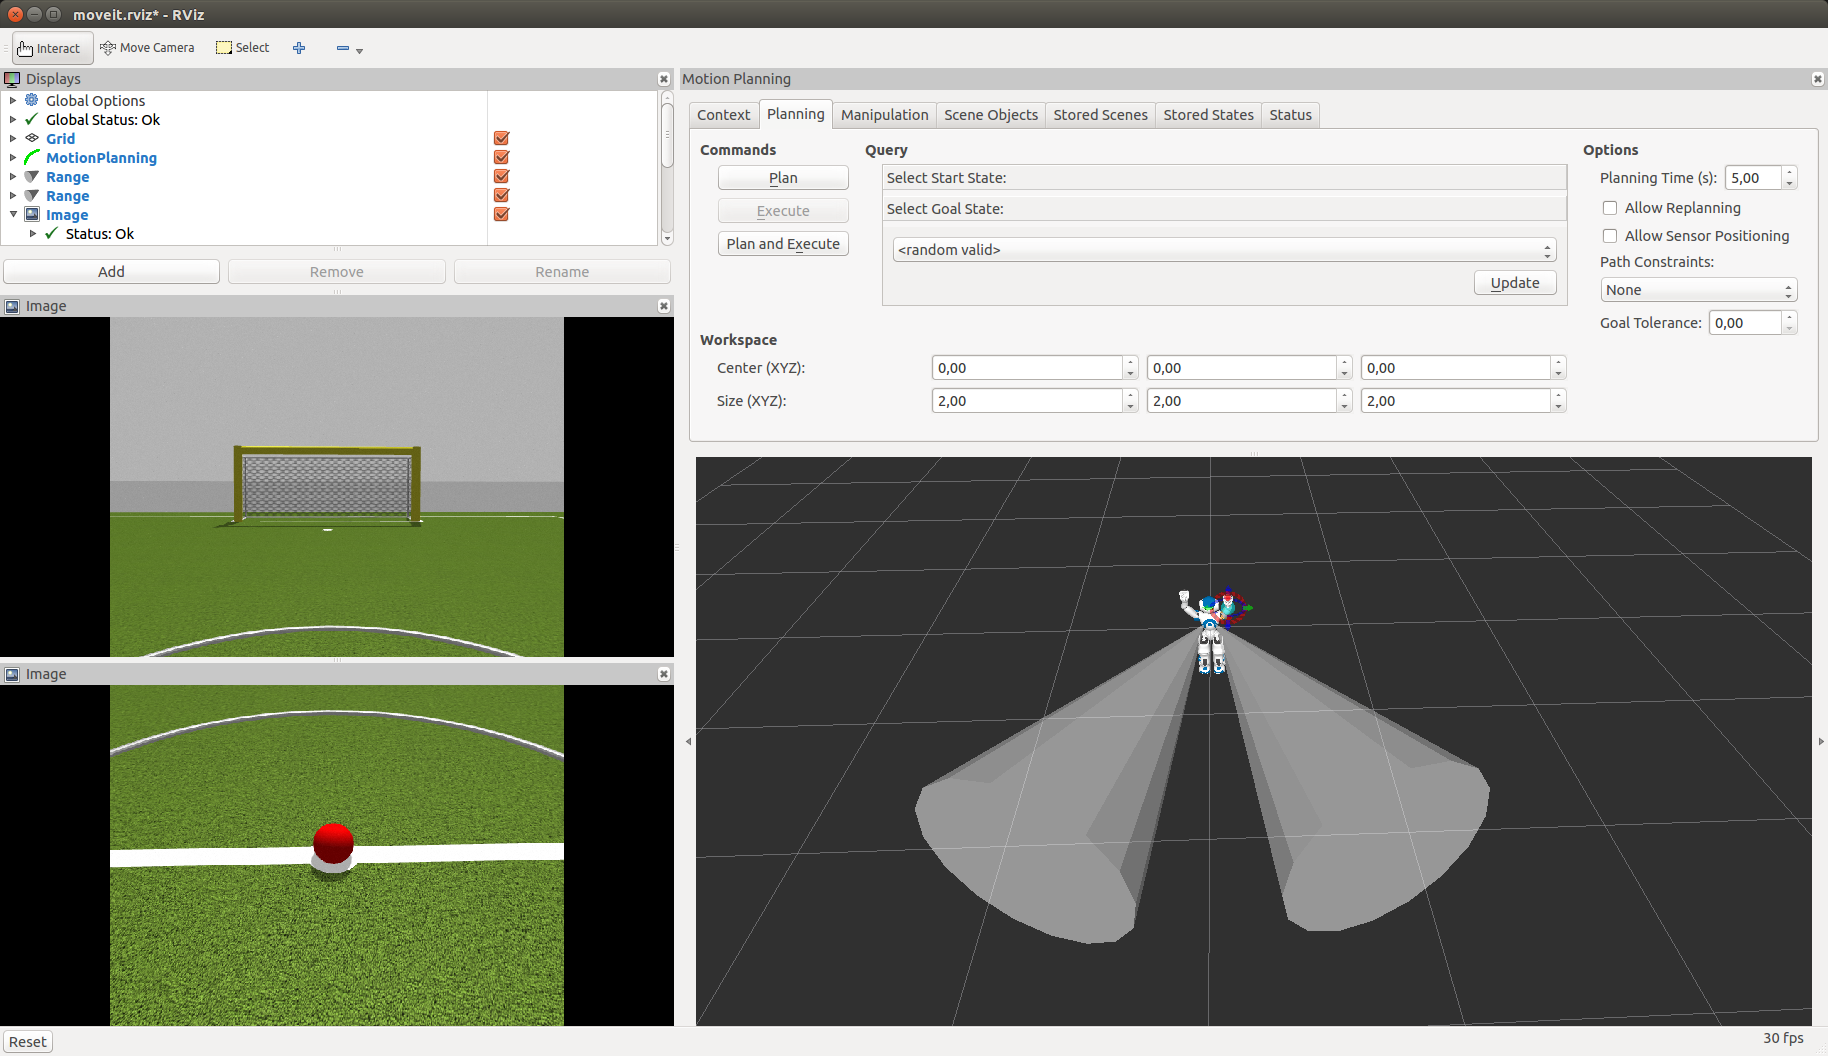 moveit.rviz* - RViz
Interact Move Camera Select
Displays
Global Options
Global Status: Ok
Grid
MotionPlanning
Range
Range
Image
Status: Ok
Add Remove Rename
Image
Image
Reset
Motion Planning
Context Planning Manipulation Scene Objects Stored Scenes Stored States Status
Commands
Plan
Execute
Plan and Execute
Query
Select Start State:
Select Goal State:
<random valid>
Update
Options
Planning Time (s): 5,00
Allow Replanning
Allow Sensor Positioning
Path Constraints:
None
Goal Tolerance: 0,00
Workspace
Center (XYZ): 0,00 0,00 0,00
Size (XYZ): 2,00 2,00 2,00
30 fps